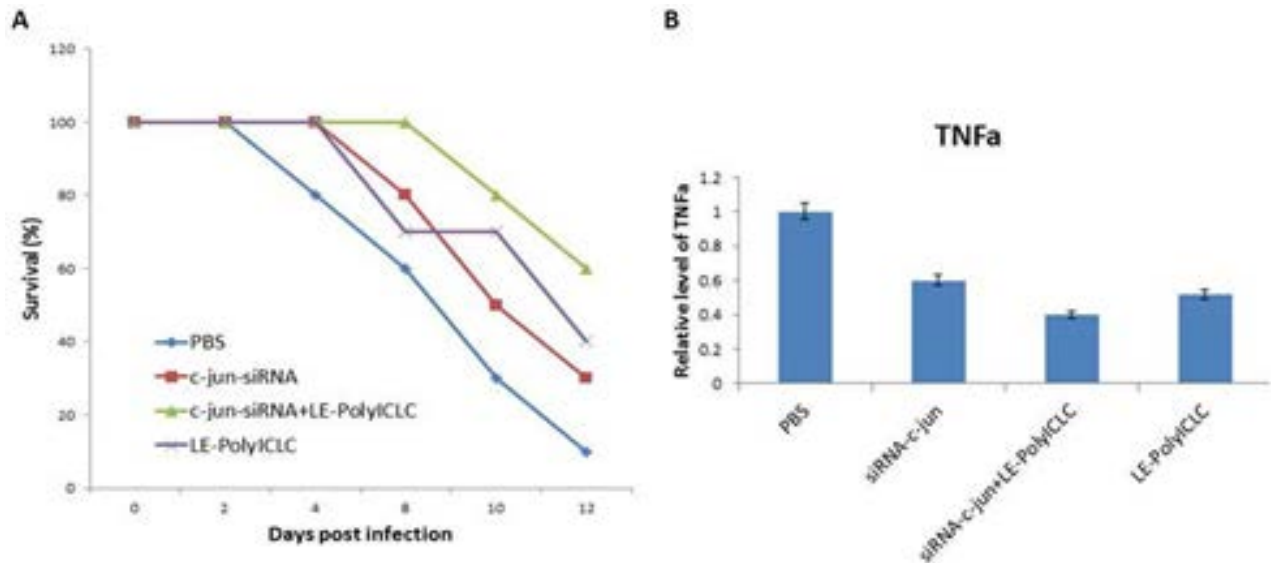 A
120
100
80
60
40
20
0
Survival (%)
PBS
c-jun-siRNA
c-jun-siRNA+LE-PolyICLC
LE-PolyICLC
0 2 4 8 10 12
Days post infection
B
TNFa
1.2
1
0.8
0.6
0.4
0.2
0
Relative level of TNFa
PBS
siRNA-c-jun
siRNA-c-jun+LE-PolyICLC
LE-PolyICLC